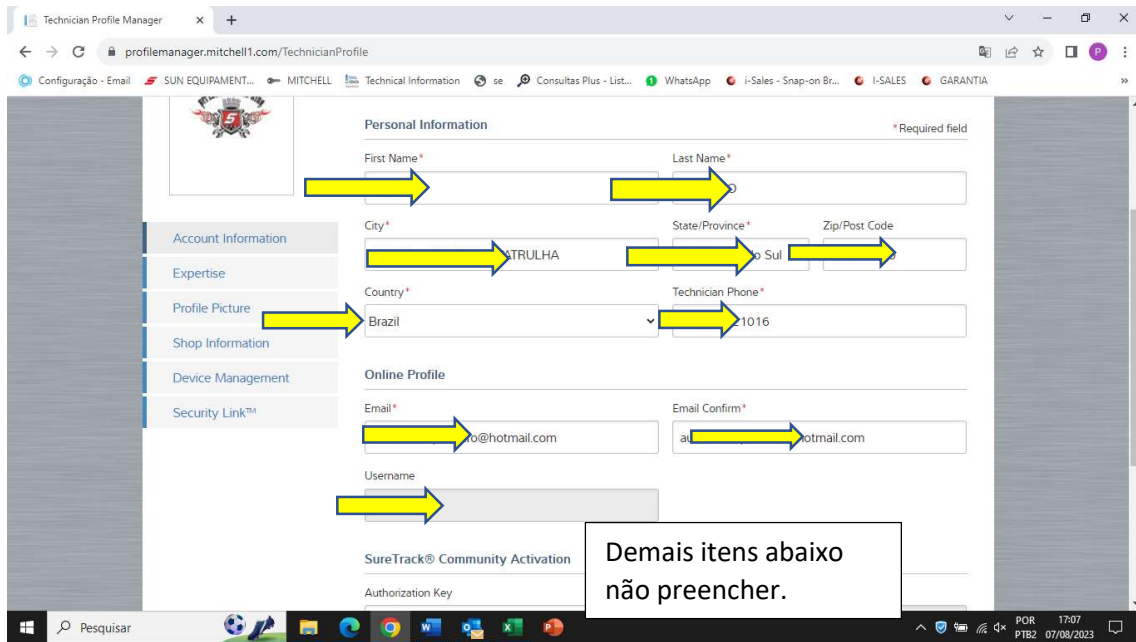 Technician Profile Manager
profilemanager.mitchell1.com/TechnicianProfile
Configuração - Email SUN EQUIPAMENT... MITCHELL Technical Information se Consultas Plus - List... WhatsApp i-Sales - Snap-on Br... I-SALES GARANTIA »
Personal Information
* Required field
First Name* Last Name*
O
City* State/Province* Zip/Post Code
ATRULHA Sul
Country* Technician Phone*
Brazil 21016
Account Information
Expertise
Profile Picture
Shop Information
Device Management
Security Link™
Online Profile
Email* Email Confirm*
o@hotmail.com au otmail.com
Username
SureTrack® Community Activation
Authorization Key
Demais itens abaixo
não preencher.
Pesquisar
POR 17:07
PTB2 07/08/2023